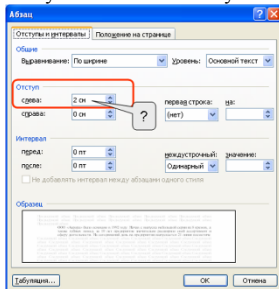 Абзац
Отступы и интервалы Положение на странице
Общие
Выравнивание: По ширине Уровень: Основной текст
Отступ
слева: 2 см первая строка: на:
справа: 0 см (нет)
?
Интервал
перед: 0 пт междустрочный: значение:
после: 0 пт Одинарный
Не добавлять интервал между абзацами одного стиля
Образец
Табуляция... ОК Отмена